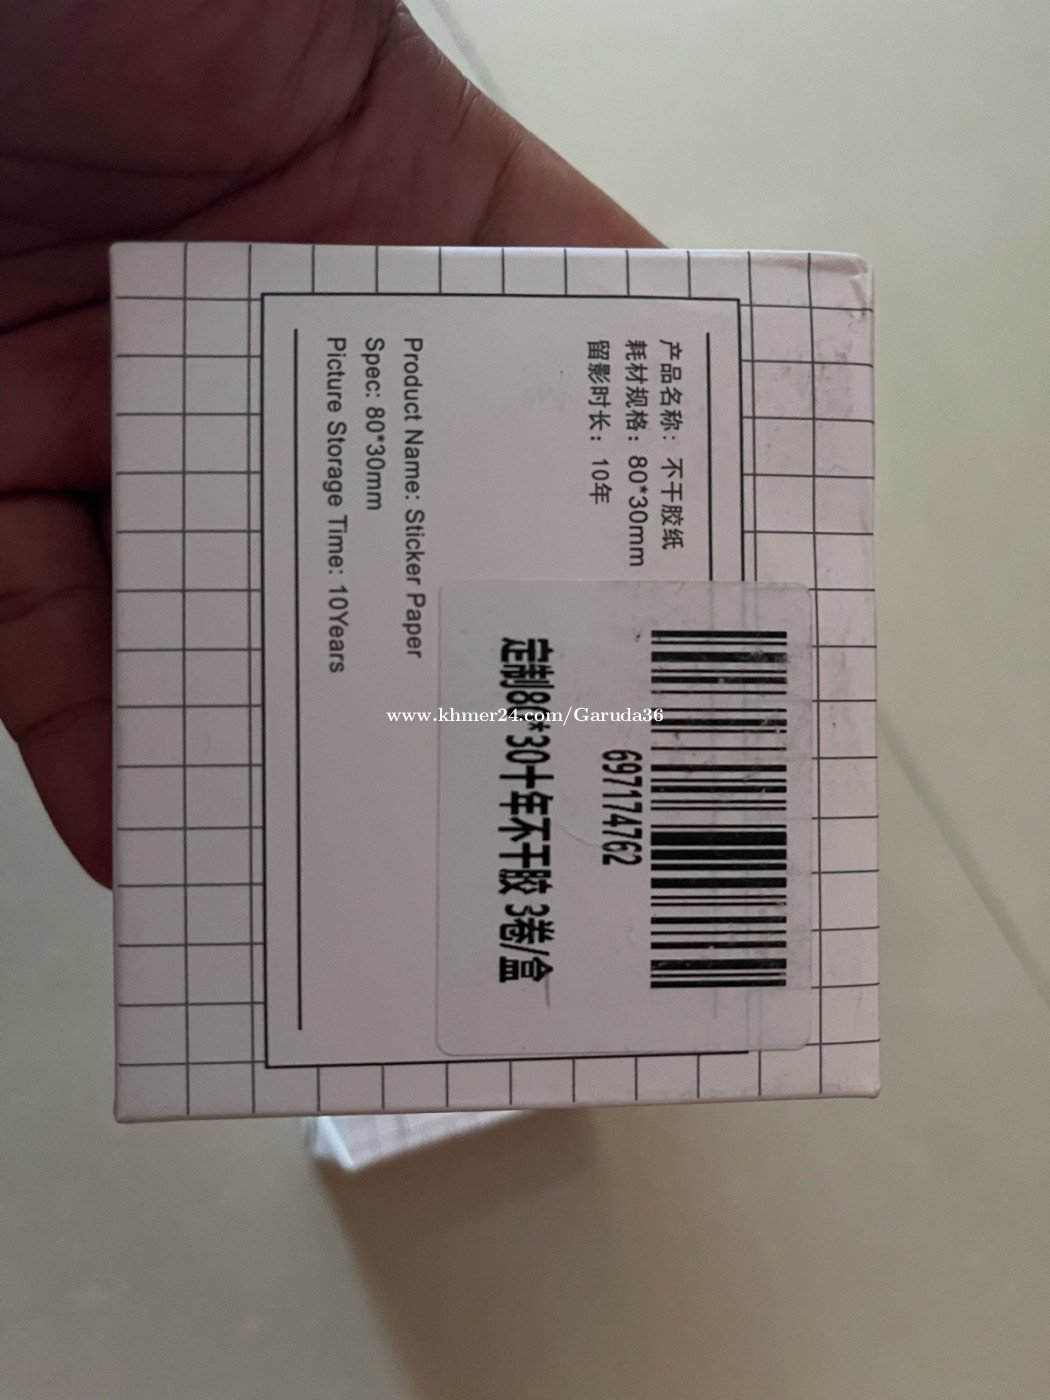 产品名称：不干胶纸
耗材规格：80*30mm
留影时长：10年
Product Name: Sticker Paper
Spec: 80*30mm
Picture Storage Time: 10Years
697174762
定制80*30十年不干胶 3卷/盒
www.khmer24.com/Garuda36